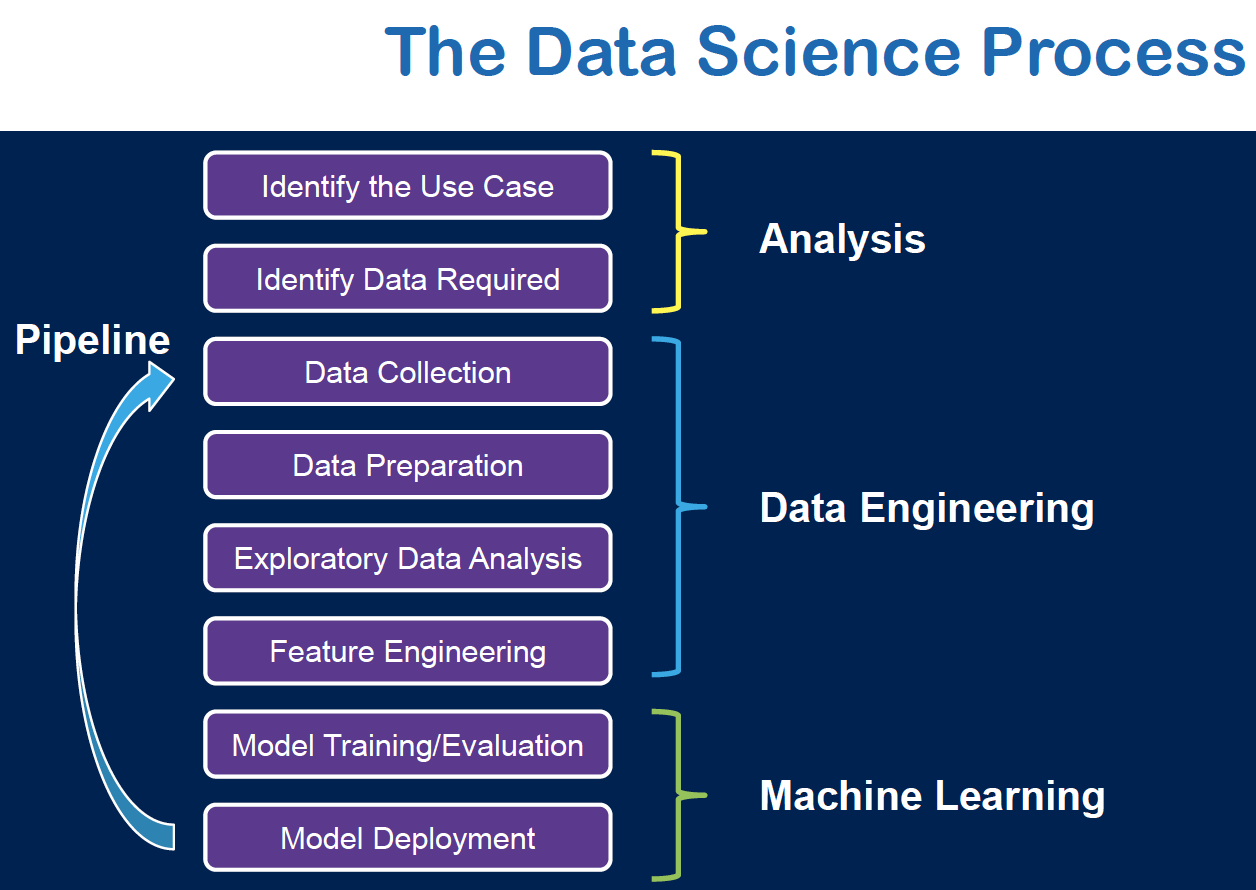 The Data Science Process
Identify the Use Case
Identify Data Required
Analysis
Pipeline
Data Collection
Data Preparation
Exploratory Data Analysis
Feature Engineering
Data Engineering
Model Training/Evaluation
Model Deployment
Machine Learning